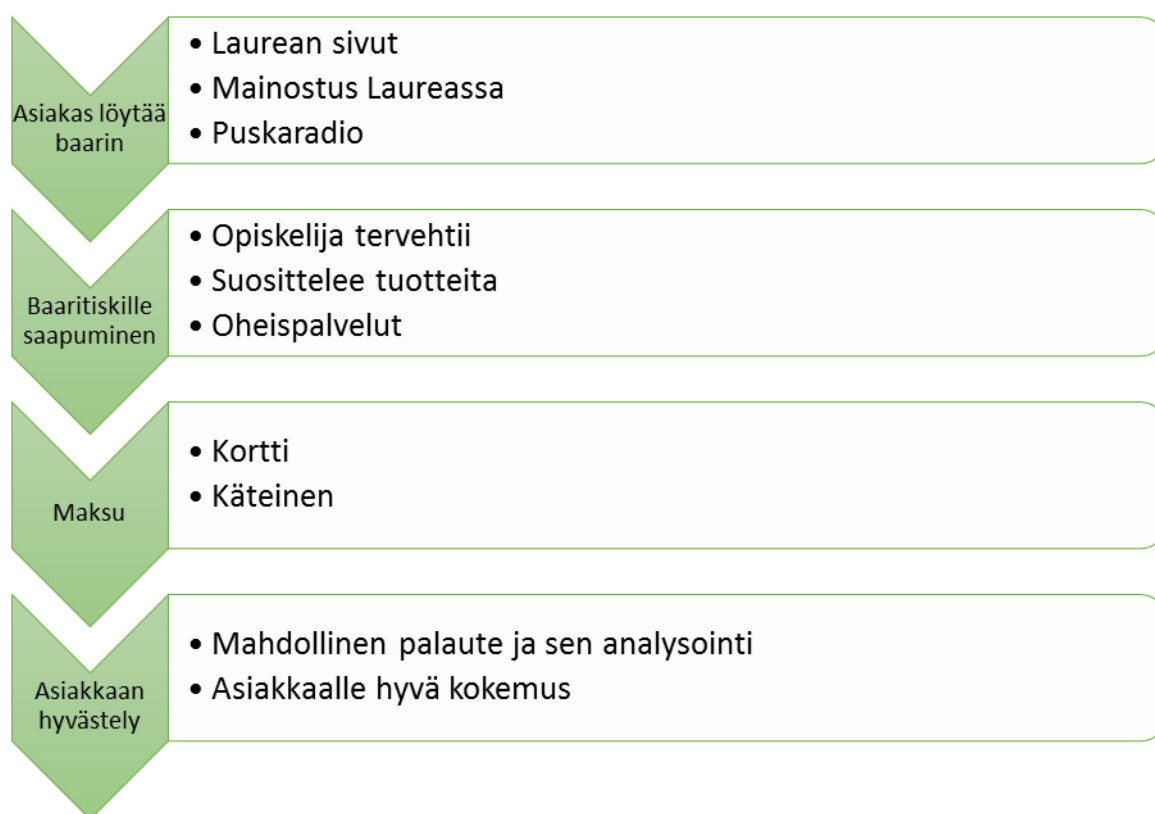 Asiakas löytää
baarin
• Laurean sivut
• Mainostus Laureassa
• Puskaradio
Baaritiskille
saapuminen
• Opiskelija tervehtii
• Suosittelee tuotteita
• Oheispalvelut
Maksu
• Kortti
• Käteinen
Asiakkaan
hyvästely
• Mahdollinen palaute ja sen analysointi
• Asiakkaalle hyvä kokemus